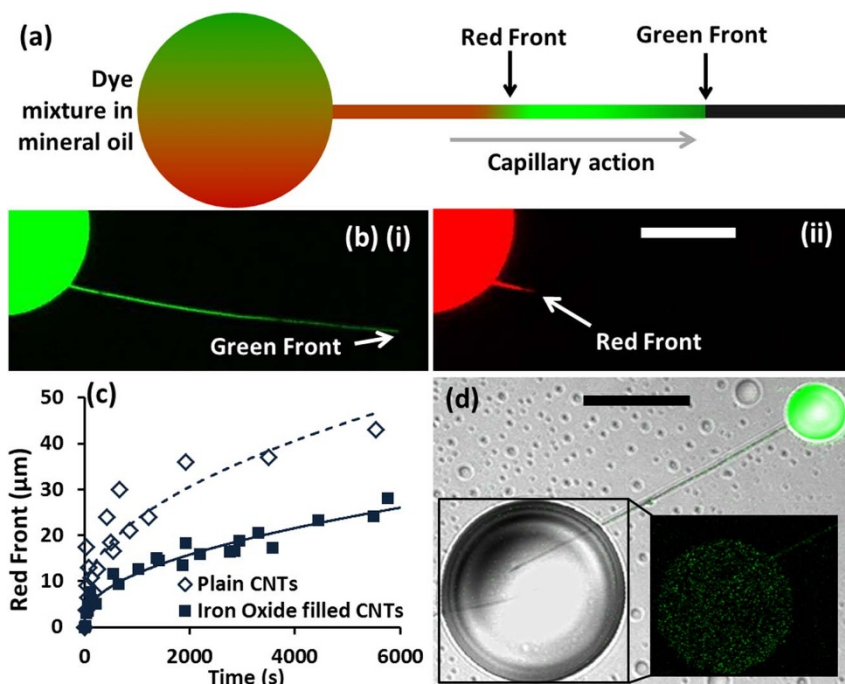 (a)
Dye
mixture in
mineral oil
Red Front
Green Front
Capillary action
(b) (i)
Green Front
(ii)
Red Front
(c)
Red Front (µm)
50
40
30
20
10
0
Plain CNTs
Iron Oxide filled CNTs
0
2000
4000
6000
Time (s)
(d)